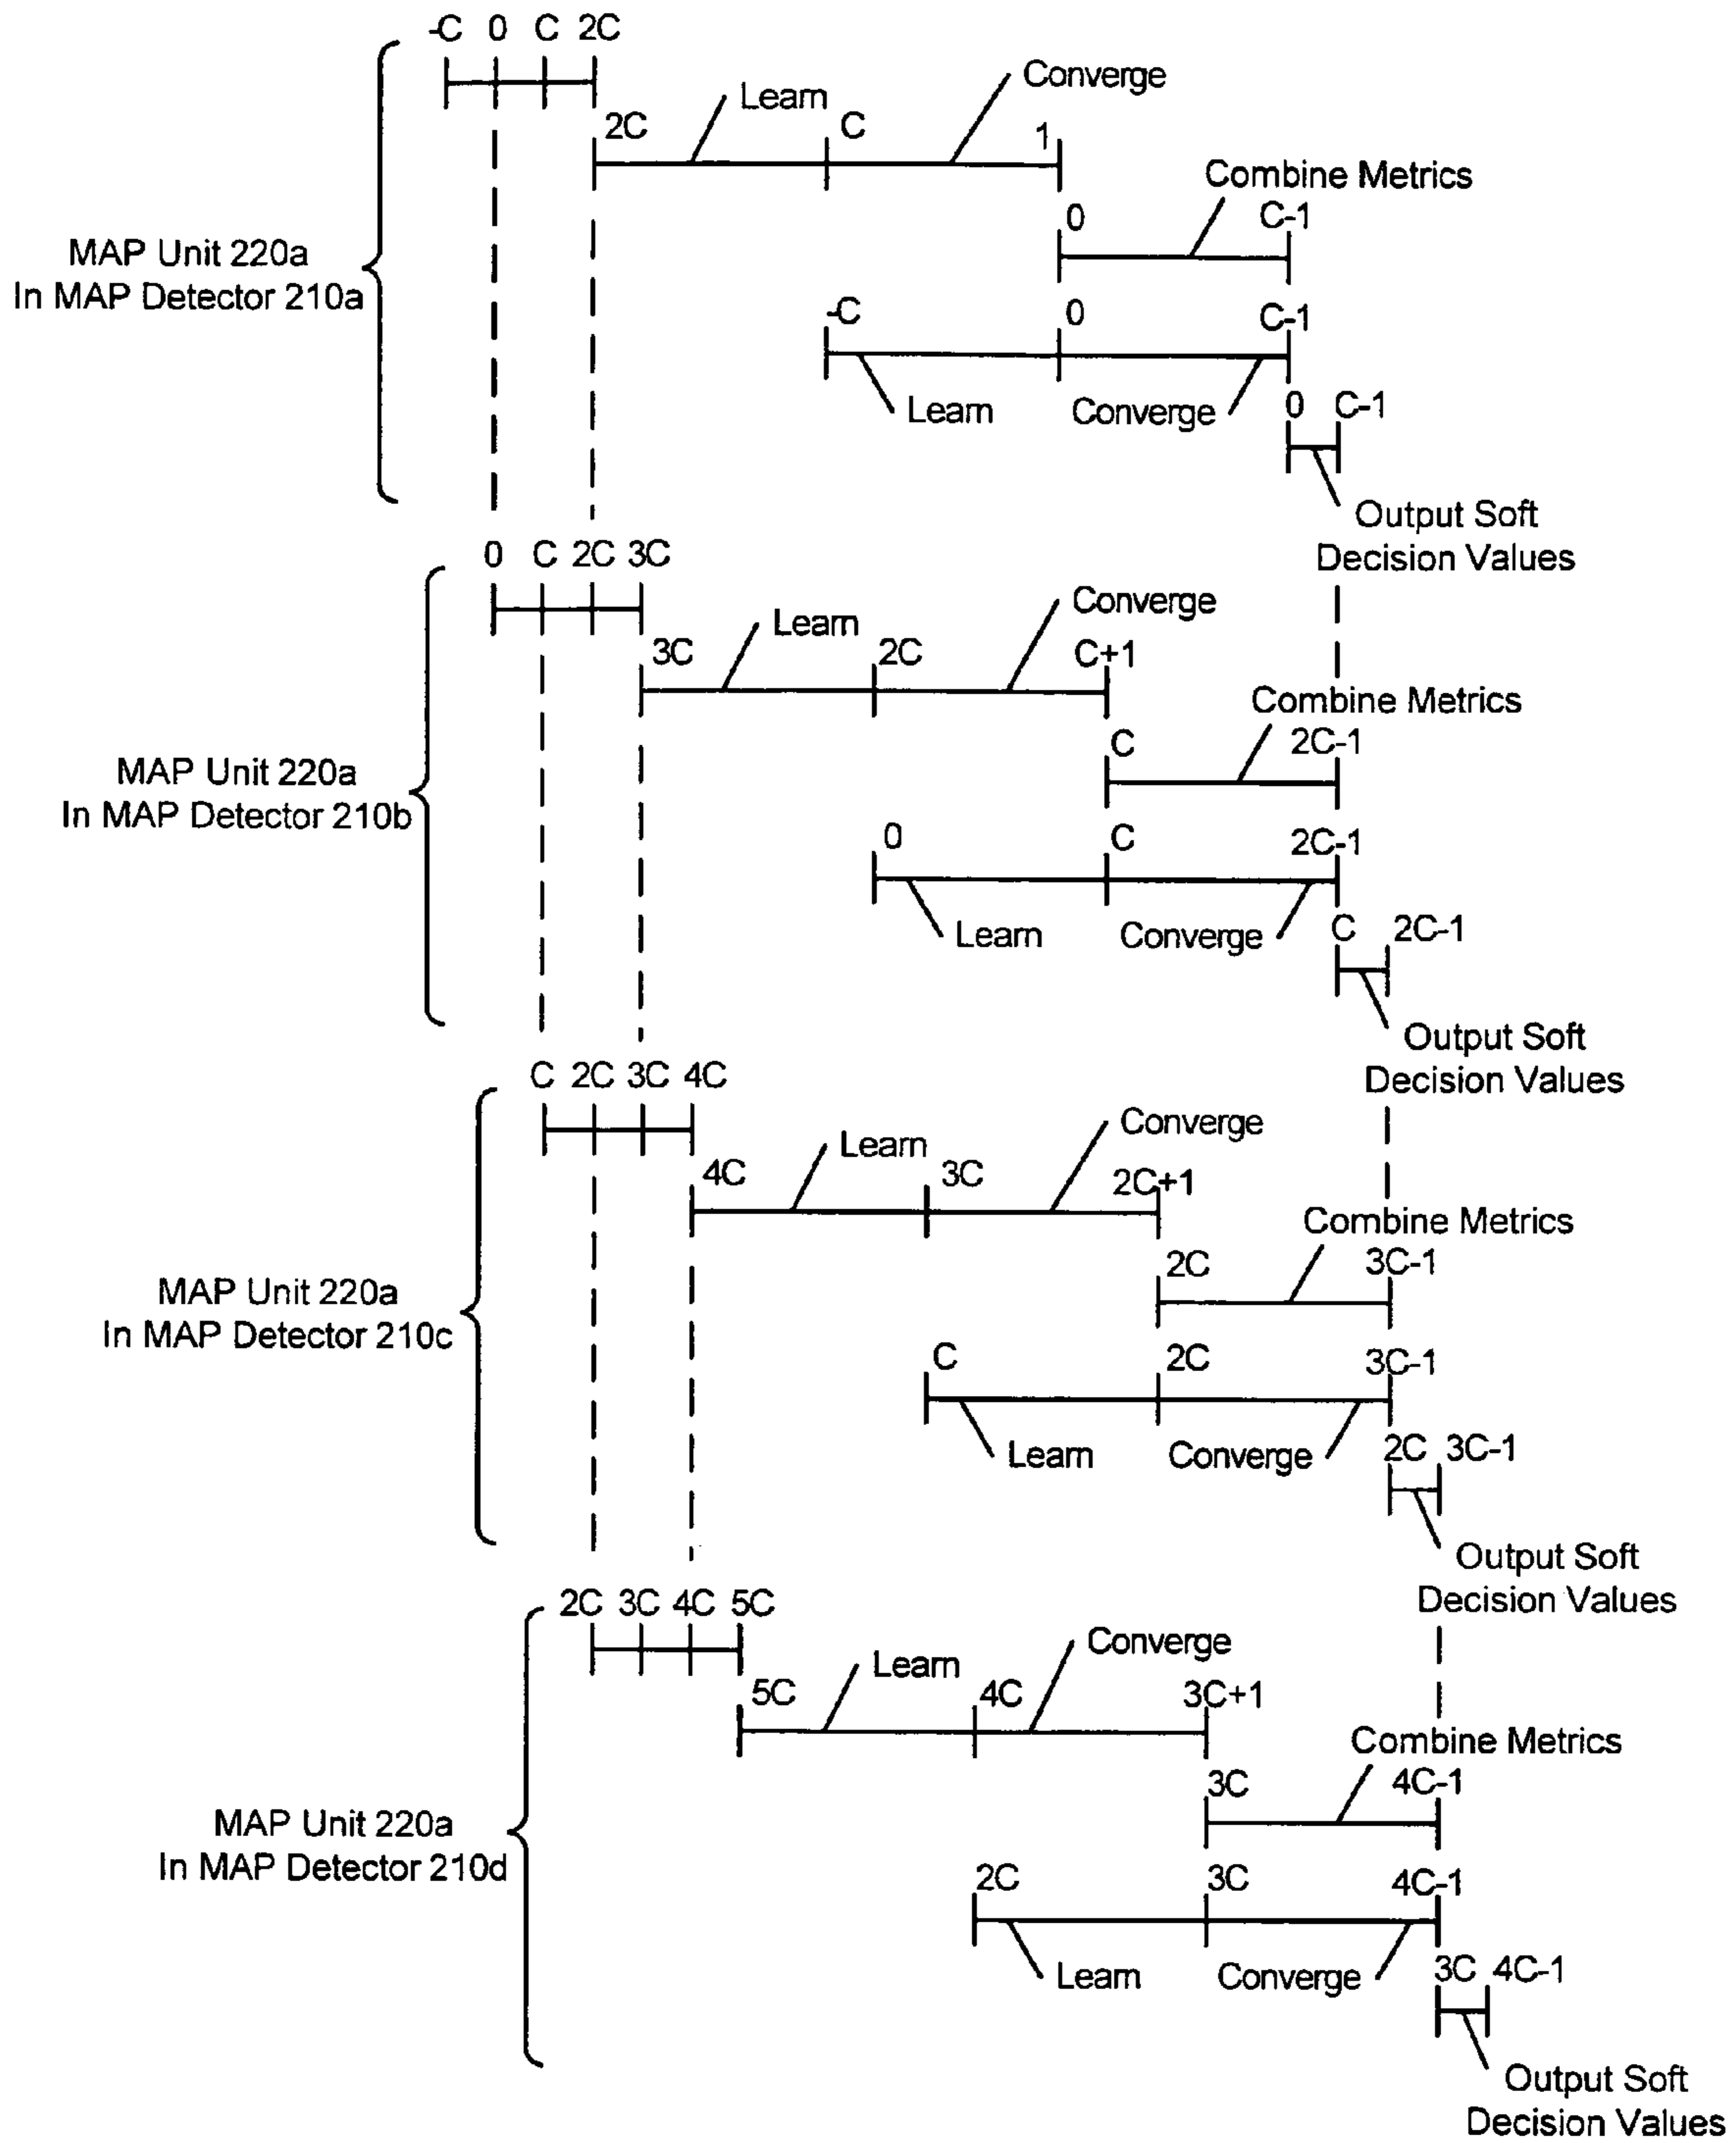 -C 0 C 2C
Learn
Converge
2C C 1
Combine Metrics
0 C-1
MAP Unit 220a
In MAP Detector 210a
-C 0 C-1
Learn
Converge
0 C-1
Output Soft
Decision Values
0 C 2C 3C
Learn
Converge
3C 2C C+1
Combine Metrics
C 2C-1
MAP Unit 220a
In MAP Detector 210b
0 C 2C-1
Learn
Converge
C 2C-1
Output Soft
Decision Values
C 2C 3C 4C
Learn
Converge
4C 3C 2C+1
Combine Metrics
2C 3C-1
MAP Unit 220a
In MAP Detector 210c
C 2C 3C-1
Learn
Converge
2C 3C-1
Output Soft
Decision Values
2C 3C 4C 5C
Learn
Converge
5C 4C 3C+1
Combine Metrics
3C 4C-1
MAP Unit 220a
In MAP Detector 210d
2C 3C 4C-1
Learn
Converge
3C 4C-1
Output Soft
Decision Values